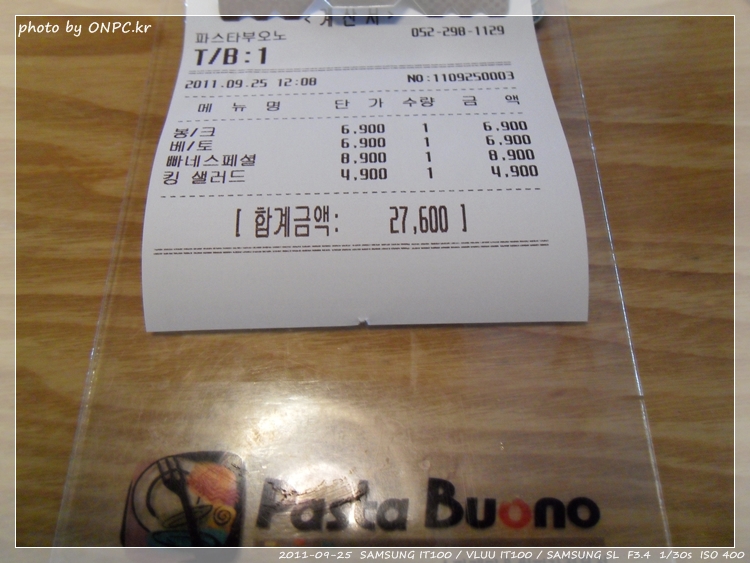 photo by ONPC.kr
<계산서>
파스타부오노 052-298-1129
T/B:1
2011.09.25 12:08 NO:1109250003
메 뉴 명 단 가 수량 금 액
봉/크 6,900 1 6,900
베/토 6,900 1 6,900
빠네스페셜 8,900 1 8,900
킹 샐러드 4,900 1 4,900
[ 합계금액: 27,600 ]
Pasta Buono
2011-09-25 SAMSUNG IT100 / VLUU IT100 / SAMSUNG SL F3.4 1/30s ISO 400